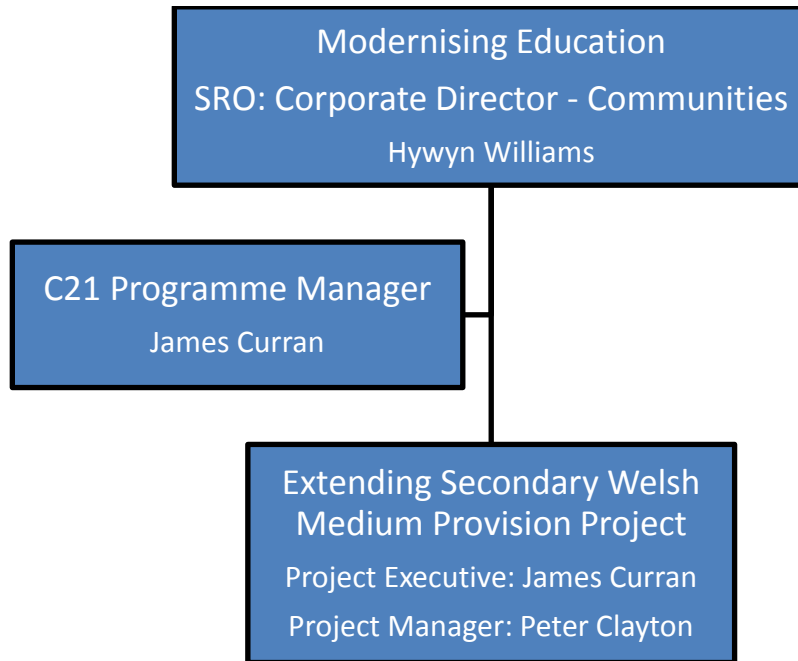 Modernising Education
SRO: Corporate Director - Communities
Hywyn Williams
C21 Programme Manager
James Curran
Extending Secondary Welsh
Medium Provision Project
Project Executive: James Curran
Project Manager: Peter Clayton